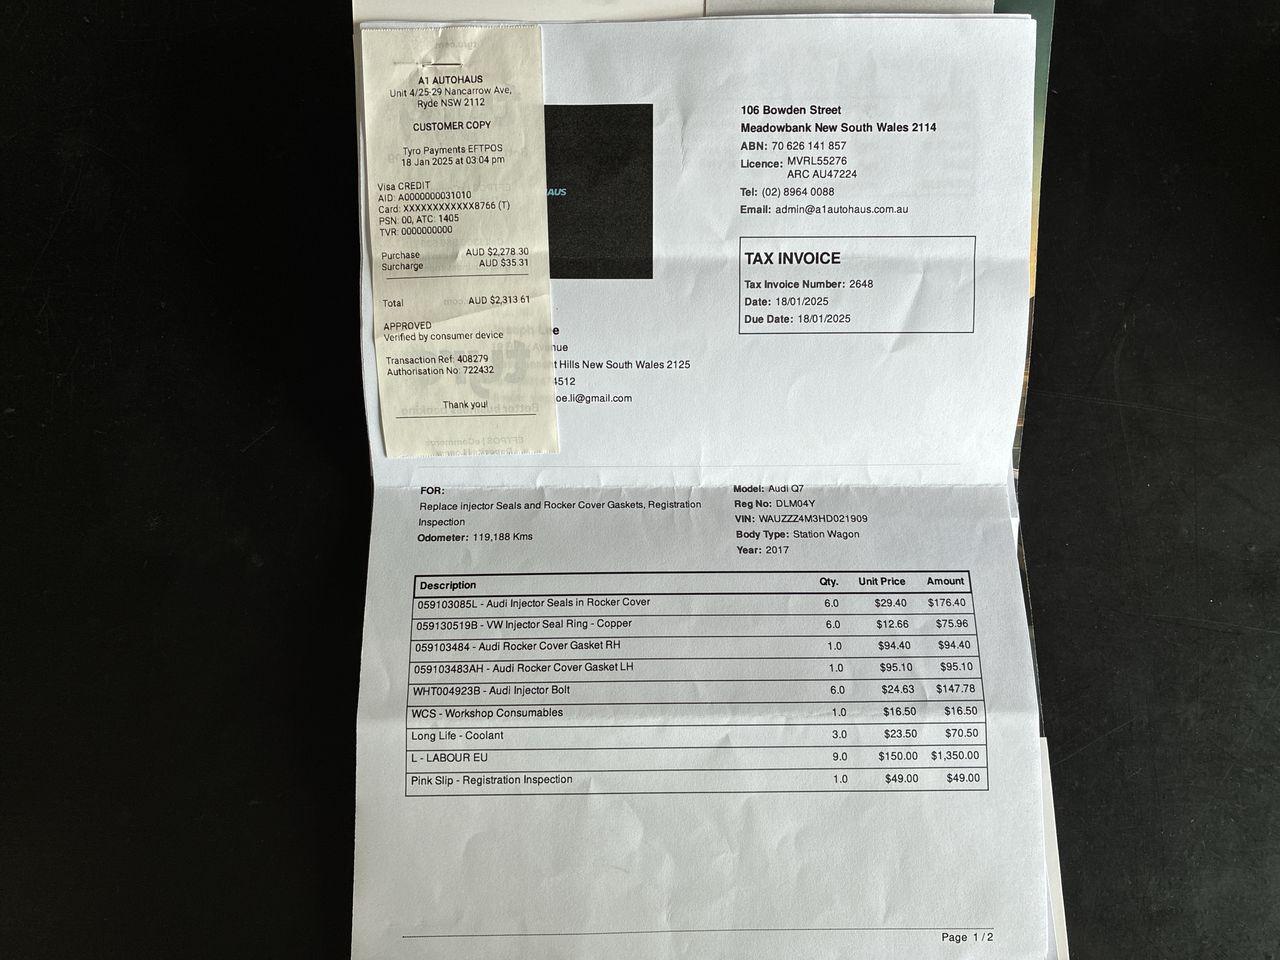 A1 AUTOHAUS
Unit 4/25-29 Nancarrow Ave,
Ryde NSW 2112
CUSTOMER COPY
Tyro Payments EFTPOS
18 Jan 2025 at 03:04 pm
Visa CREDIT
AID: A0000000031010
Card: XXXXXXXXXXXX8766 (T)
PSN: 00, ATC: 1405
TVR: 0000000000
Purchase AUD $2,278.30
Surcharge AUD $35.31
Total AUD $2,313.61
APPROVED
Verified by consumer device
Transaction Ref: 408279
Authorisation No: 722432
Thank you!
AUS
106 Bowden Street
Meadowbank New South Wales 2114
ABN: 70 626 141 857
Licence: MVRL55276
ARC AU47224
Tel: (02) 8964 0088
Email: admin@a1autohaus.com.au
TAX INVOICE
Tax Invoice Number: 2648
Date: 18/01/2025
Due Date: 18/01/2025
Lee
nue
t Hills New South Wales 2125
4512
oe.li@gmail.com
FOR:
Replace injector Seals and Rocker Cover Gaskets, Registration
Inspection
Odometer: 119,188 Kms
Model: Audi Q7
Reg No: DLM04Y
VIN: WAUZZZ4M3HD021909
Body Type: Station Wagon
Year: 2017
Description Qty. Unit Price Amount
059103085L - Audi Injector Seals in Rocker Cover 6.0 $29.40 $176.40
059130519B - VW Injector Seal Ring - Copper 6.0 $12.66 $75.96
059103484 - Audi Rocker Cover Gasket RH 1.0 $94.40 $94.40
059103483AH - Audi Rocker Cover Gasket LH 1.0 $95.10 $95.10
WHT004923B - Audi Injector Bolt 6.0 $24.63 $147.78
WCS - Workshop Consumables 1.0 $16.50 $16.50
Long Life - Coolant 3.0 $23.50 $70.50
L - LABOUR EU 9.0 $150.00 $1,350.00
Pink Slip - Registration Inspection 1.0 $49.00 $49.00
Page 1 / 2